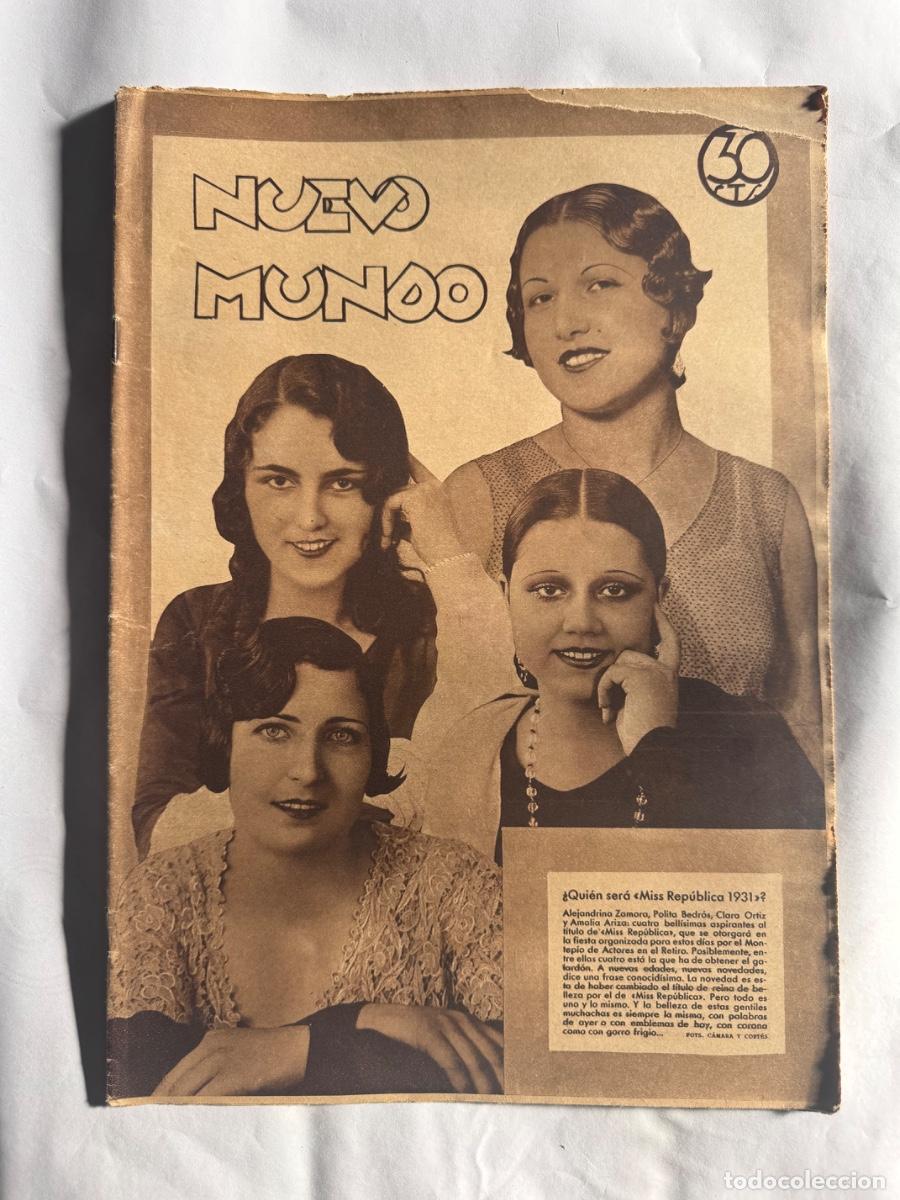 30
CTS
NUEVO
MUNDO
¿Quién será «Miss República 1931»?
Alejandrina Zamora, Polita Bedrós, Clara Ortiz
y Amalia Ariza: cuatro bellísimas aspirantes al
título de «Miss República», que se otorgará en
la fiesta organizada para estos días por el Mon-
tepío de Actores en el Retiro. Posiblemente, en-
tre ellas cuatro está la que ha de obtener el ga-
lardón. A nuevas edades, nuevas novedades,
dice una frase conocidísima. La novedad es es-
ta de haber cambiado el título de reina de be-
lleza por el de «Miss República». Pero todo es
uno y lo mismo. Y la belleza de estas gentiles
muchachas es siempre la misma, con palabras
de ayer o con emblemas de hoy, con corona
como con gorro frigio...
FOTS. CÁMARA Y CORTÉS
todocoleccion